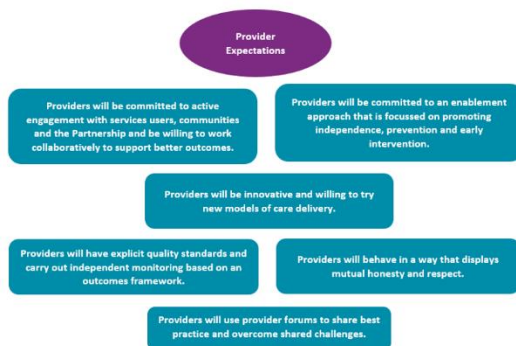 Provider
Expectations
Providers will be committed to active
engagement with services users, communities
and the Partnership and be willing to work
collaboratively to support better outcomes.
Providers will be committed to an enablement
approach that is focussed on promoting
independence, prevention and early
intervention.
Providers will be innovative and willing to try
new models of care delivery.
Providers will have explicit quality standards and
carry out independent monitoring based on an
outcomes framework.
Providers will behave in a way that displays
mutual honesty and respect.
Providers will use provider forums to share best
practice and overcome shared challenges.